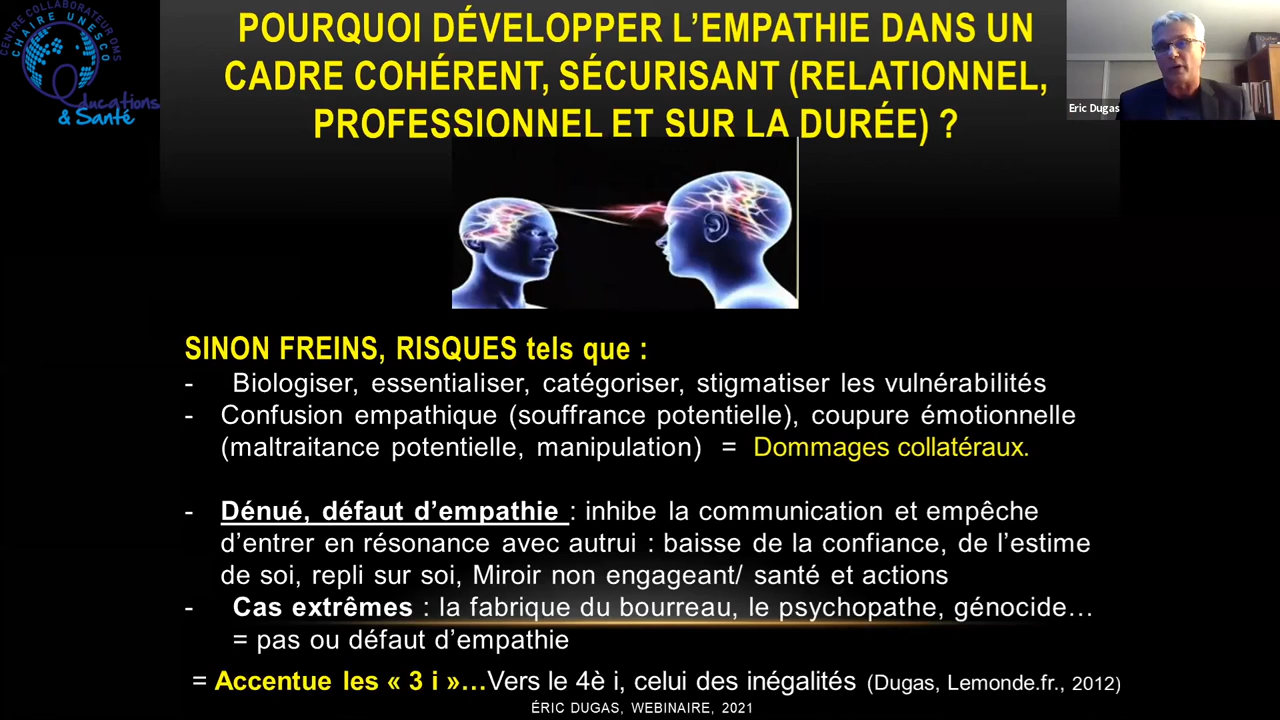 CENTRE COLLABORATEUR OMS
CHAIRE UNESCO
Educations
& Santé
POURQUOI DÉVELOPPER L’EMPATHIE DANS UN
CADRE COHÉRENT, SÉCURISANT (RELATIONNEL,
PROFESSIONNEL ET SUR LA DURÉE) ?
Eric Dugas
SINON FREINS, RISQUES tels que :
- Biologiser, essentialiser, catégoriser, stigmatiser les vulnérabilités
- Confusion empathique (souffrance potentielle), coupure émotionnelle
(maltraitance potentielle, manipulation) = Dommages collatéraux.
- Dénué, défaut d’empathie : inhibe la communication et empêche
d’entrer en résonance avec autrui : baisse de la confiance, de l’estime
de soi, repli sur soi, Miroir non engageant/ santé et actions
- Cas extrêmes : la fabrique du bourreau, le psychopathe, génocide…
= pas ou défaut d’empathie
= Accentue les « 3 i »…Vers le 4è i, celui des inégalités (Dugas, Lemonde.fr., 2012)
ÉRIC DUGAS, WEBINAIRE, 2021